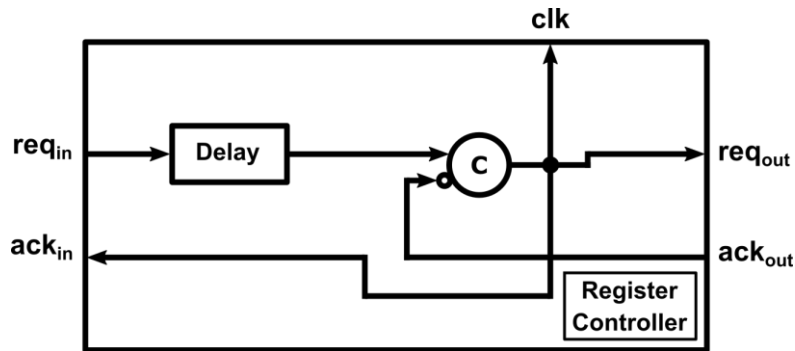 clk
req_in
Delay
C
req_out
ack_in
ack_out
Register
Controller